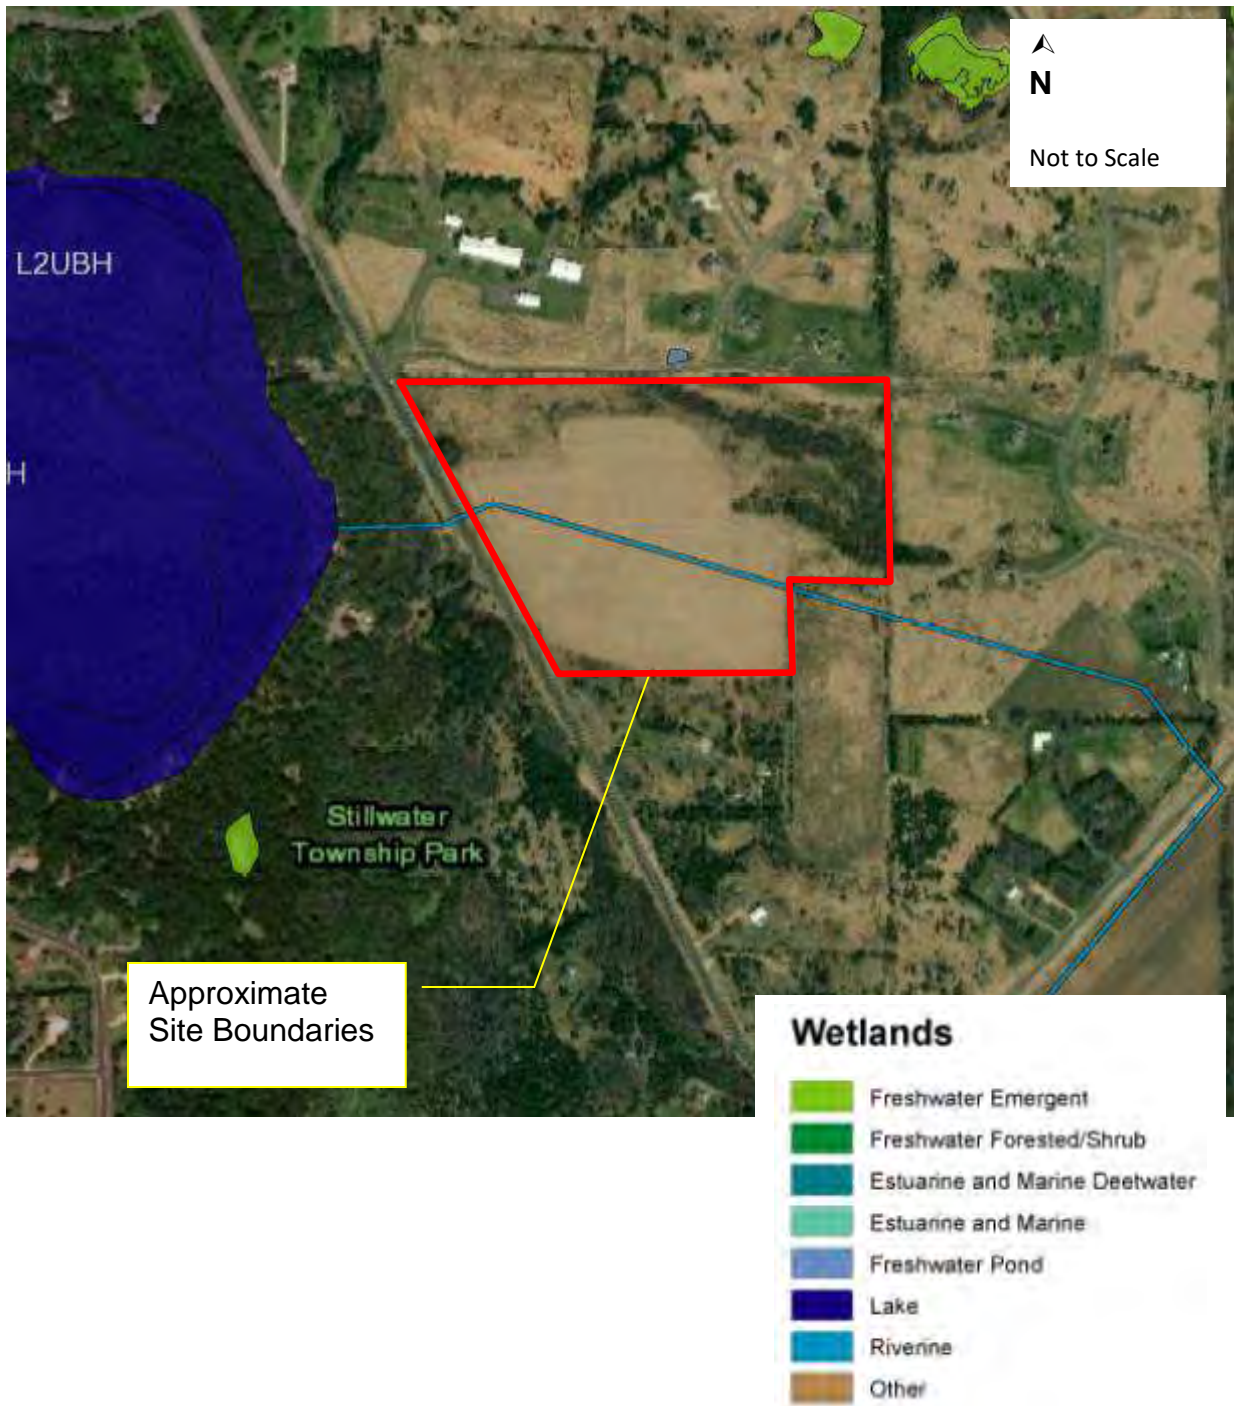 N
Not to Scale
L2UBH
H
Stillwater
Township Park
Approximate
Site Boundaries
Wetlands
Freshwater Emergent
Freshwater Forested/Shrub
Estuarine and Marine Deetwater
Estuarine and Marine
Freshwater Pond
Lake
Riverine
Other